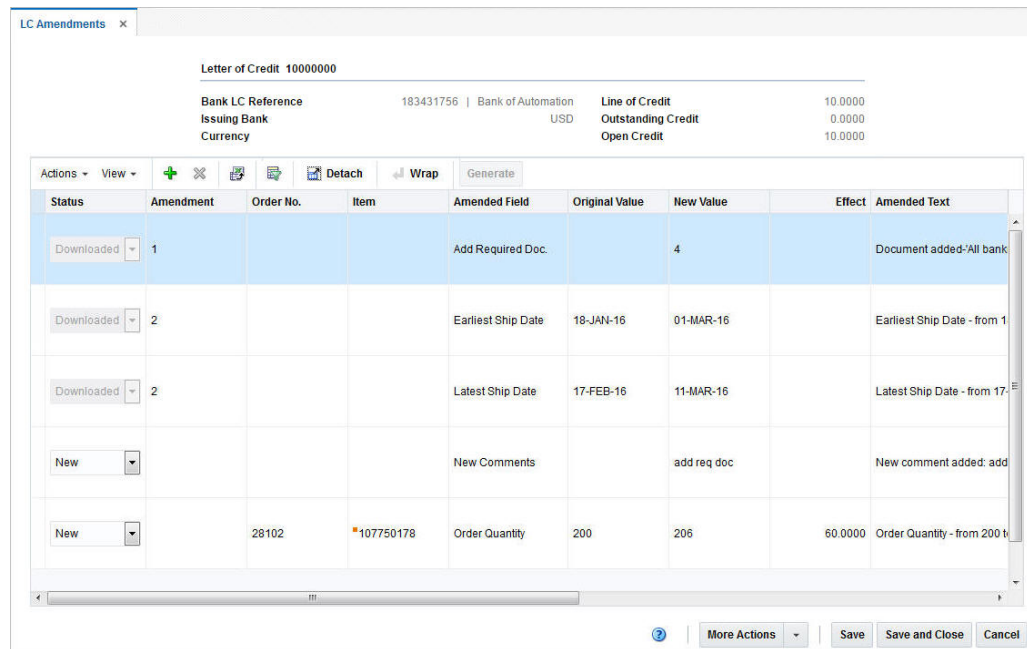 LC Amendments ×
Letter of Credit 10000000
Bank LC Reference 183431756 | Bank of Automation Line of Credit 10.0000
Issuing Bank USD Outstanding Credit 0.0000
Currency Open Credit 10.0000
Actions View Detach Wrap Generate
Status Amendment Order No. Item Amended Field Original Value New Value Effect Amended Text
Downloaded 1 Add Required Doc. 4 Document added-'All bank
Downloaded 2 Earliest Ship Date 18-JAN-16 01-MAR-16 Earliest Ship Date - from 1
Downloaded 2 Latest Ship Date 17-FEB-16 11-MAR-16 Latest Ship Date - from 17-
New New Comments add req doc New comment added: add
New 28102 107750178 Order Quantity 200 206 60.0000 Order Quantity - from 200 to
? More Actions Save Save and Close Cancel